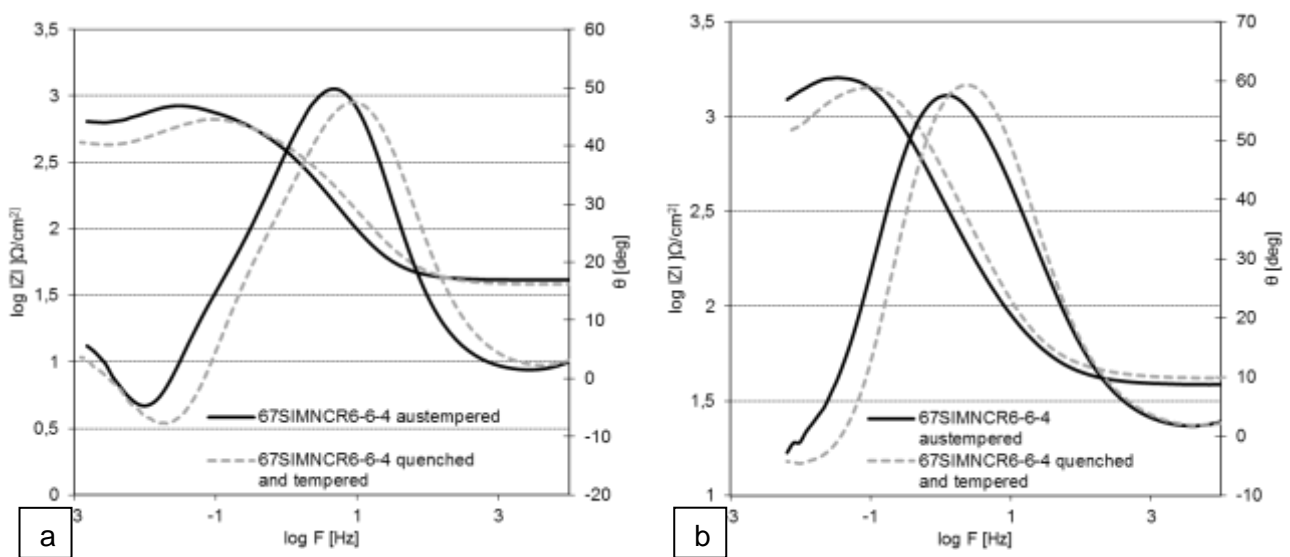 3,5
3
2,5
2
1,5
1
0,5
0
60
50
40
30
20
10
0
-10
-20
log IZI ]Ω/cm²]
θ [deg]
67SIMNCR6-6-4 austempered
67SIMNCR6-6-4 quenched
and tempered
-1
1
3
log F [Hz]
a
3,5
3
2,5
2
1,5
1
70
60
50
40
30
20
10
0
-10
log IZI ]Ω/cm²]
θ [deg]
67SIMNCR6-6-4
austempered
67SIMNCR6-6-4 quenched
and tempered
-3
-1
1
3
log F [Hz]
b